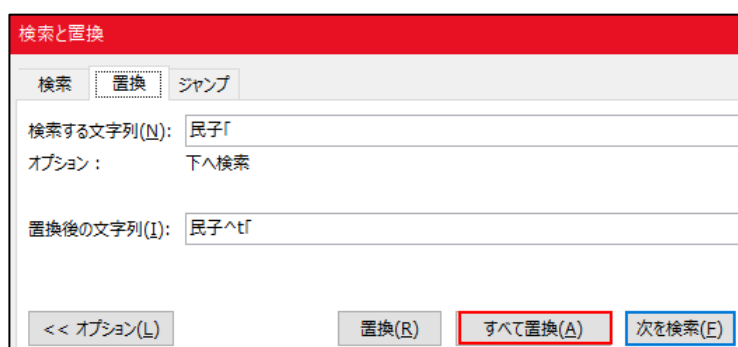 検索と置換
検索 置換 ジャンプ
検索する文字列(N): 民子「
オプション： 下へ検索
置換後の文字列(I): 民子^t「
<< オプション(L) 置換(R) すべて置換(A) 次を検索(F)